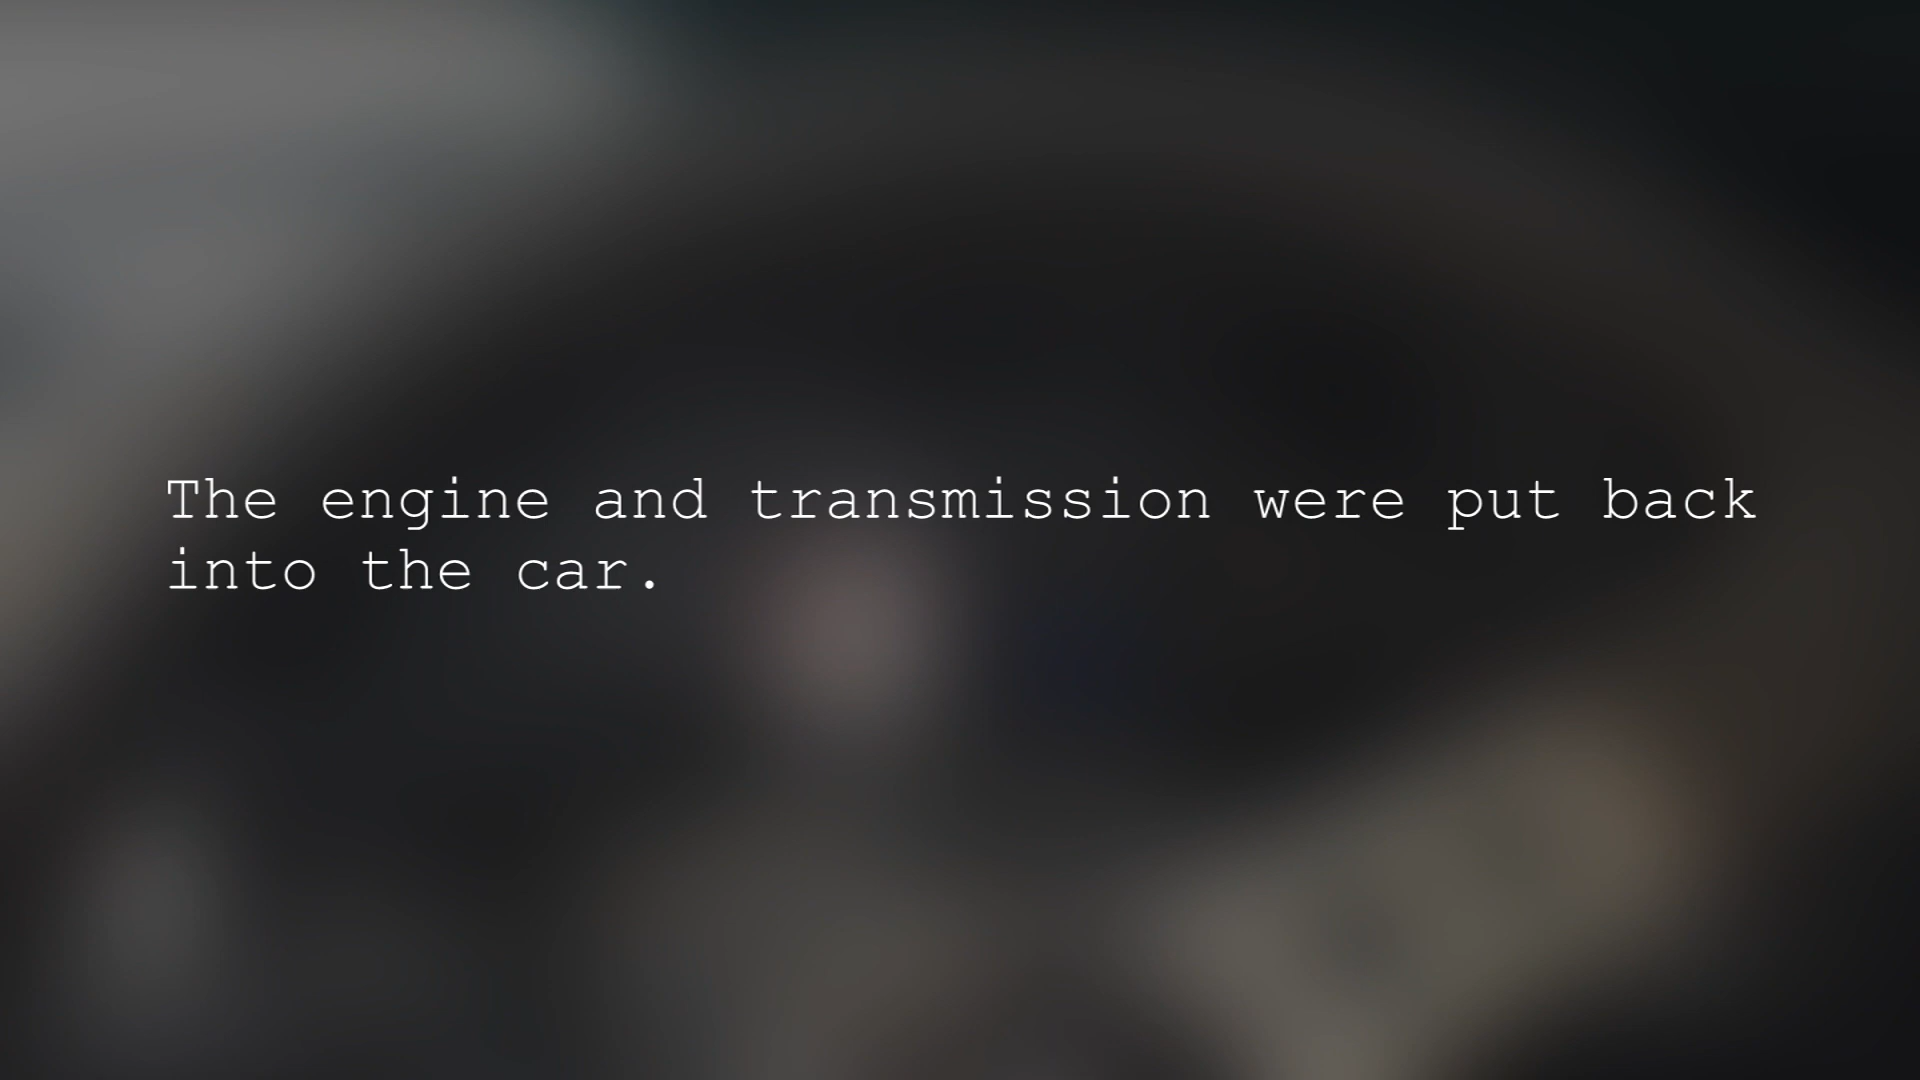 The engine and transmission were put back
into the car.